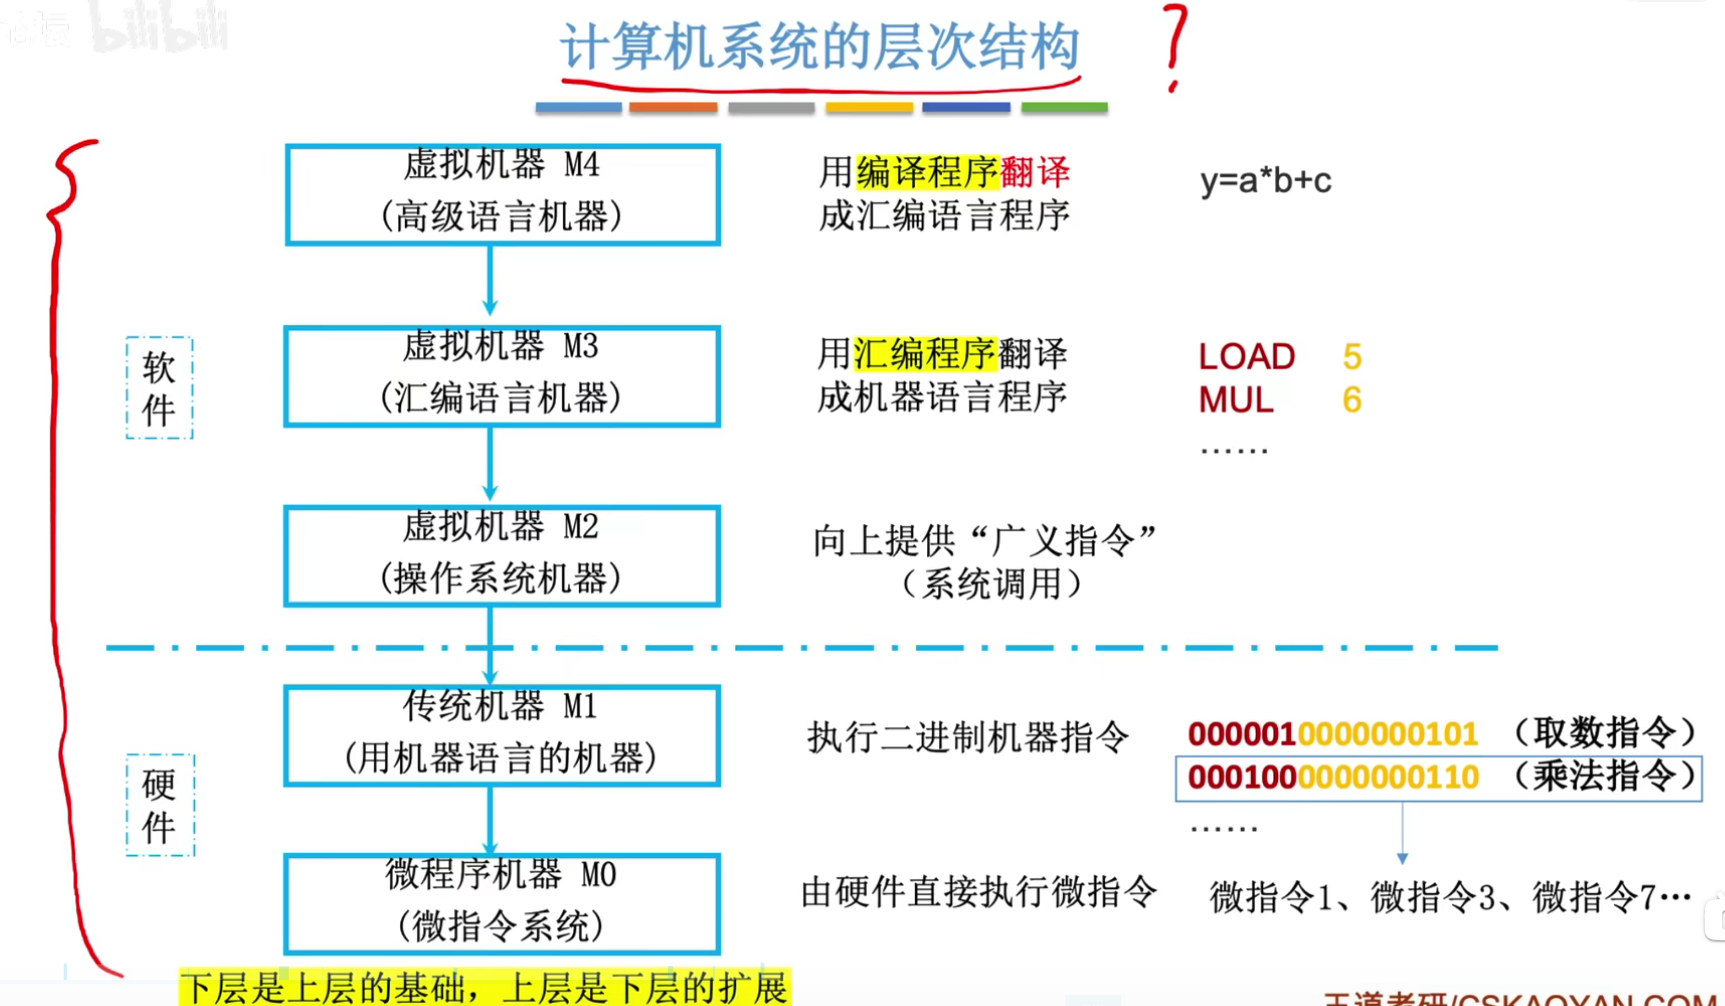 bilibili
计算机系统的层次结构 ?
虚拟机器 M4
(高级语言机器)
用编译程序翻译
成汇编语言程序
y=a*b+c
软
件
虚拟机器 M3
(汇编语言机器)
用汇编程序翻译
成机器语言程序
LOAD 5
MUL 6
……
虚拟机器 M2
(操作系统机器)
向上提供“广义指令”
（系统调用）
硬
件
传统机器 M1
(用机器语言的机器)
执行二进制机器指令
0000010000000101 （取数指令）
0001000000000110 （乘法指令）
……
微程序机器 M0
(微指令系统)
由硬件直接执行微指令
微指令1、微指令3、微指令7…
下层是上层的基础，上层是下层的扩展
王道考研/CSKAOYAN.COM